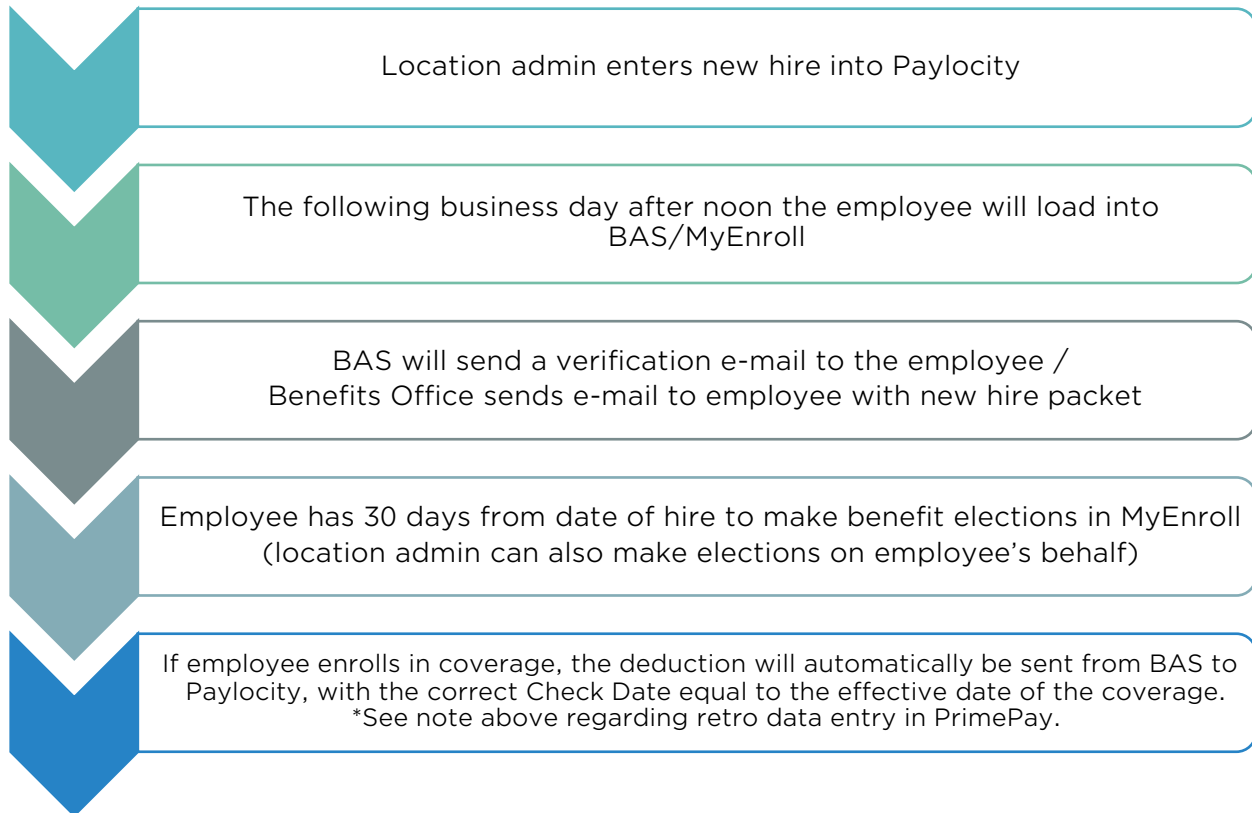 Location admin enters new hire into Paylocity
The following business day after noon the employee will load into
BAS/MyEnroll
BAS will send a verification e-mail to the employee /
Benefits Office sends e-mail to employee with new hire packet
Employee has 30 days from date of hire to make benefit elections in MyEnroll
(location admin can also make elections on employee’s behalf)
If employee enrolls in coverage, the deduction will automatically be sent from BAS to
Paylocity, with the correct Check Date equal to the effective date of the coverage.
*See note above regarding retro data entry in PrimePay.